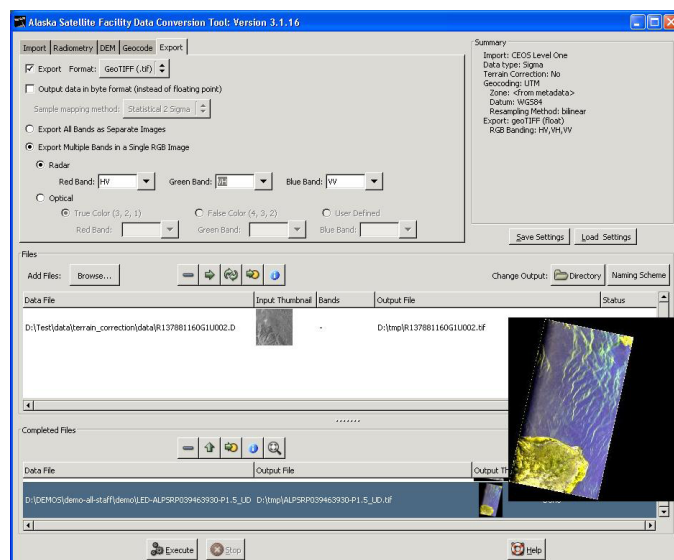 Alaska Satellite Facility Data Conversion Tool: Version 3.1.16
Import Radiometry DEM Geocode Export
Export Format: GeoTIFF (.tif)
Output data in byte format (instead of floating point)
Sample mapping method: Statistical 2 Sigma
Export All Bands as Separate Images
Export Multiple Bands in a Single RGB Image
Radar
Red Band: HV Green Band: VH Blue Band: VV
Optical
True Color (3, 2, 1) False Color (4, 3, 2) User Defined
Red Band: Green Band: Blue Band:
Summary
Import: CEOS Level One
Data type: Sigma
Terrain Correction: No
Geocoding: UTM
Zone: <from metadata>
Datum: WGS84
Resampling Method: bilinear
Export: geoTIFF (float)
RGB Banding: HV,VH,VV
Save Settings Load Settings
Files
Add Files: Browse... Change Output: Directory Naming Scheme
Data File Input Thumbnail Bands Output File Status
D:\Test\data\terrain_correction\data\R137881160G1U002.D - D:\tmp\R137881160G1U002.tif
Completed Files
Data File Output File Output Th
D:\DEMOS\demo-all-staff\demo\LED-ALPSRP039463930-P1.5_UD D:\tmp\ALPSRP039463930-P1.5_UD.tif
Execute Stop Help